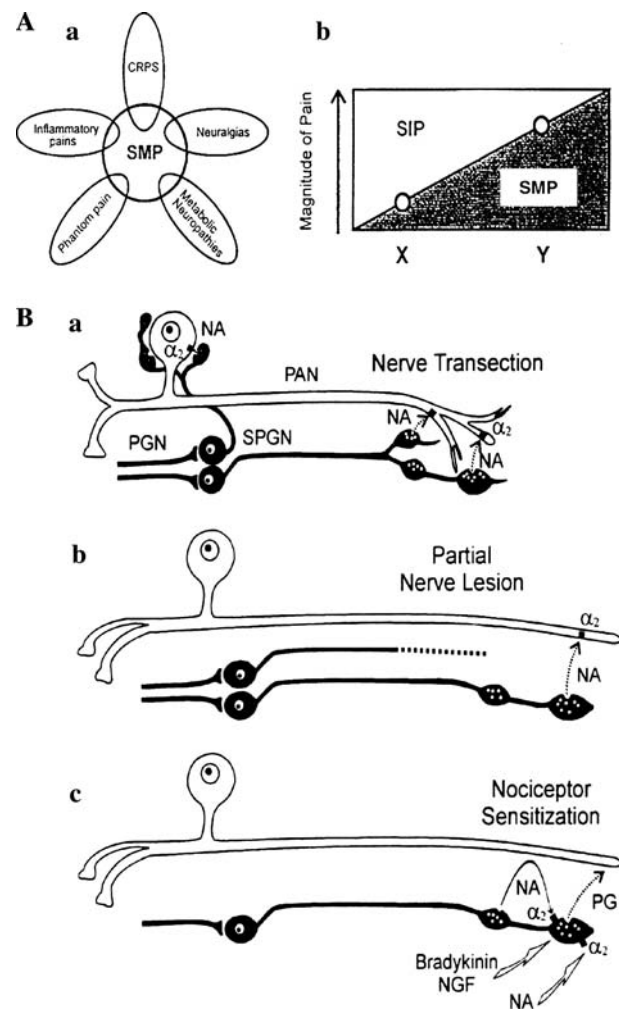 A
a
CRPS
Inflammatory
pains
SMP
Neuralgias
Phantom pain
Metabolic
Neuropathies
b
Magnitude of Pain
SIP
SMP
X
Y
B
a
NA
α2
PAN
Nerve Transection
NA
α2
NA
PGN
SPGN
b
Partial
Nerve Lesion
α2
NA
c
Nociceptor
Sensitization
NA
α2
PG
α2
Bradykinin
NGF
NA